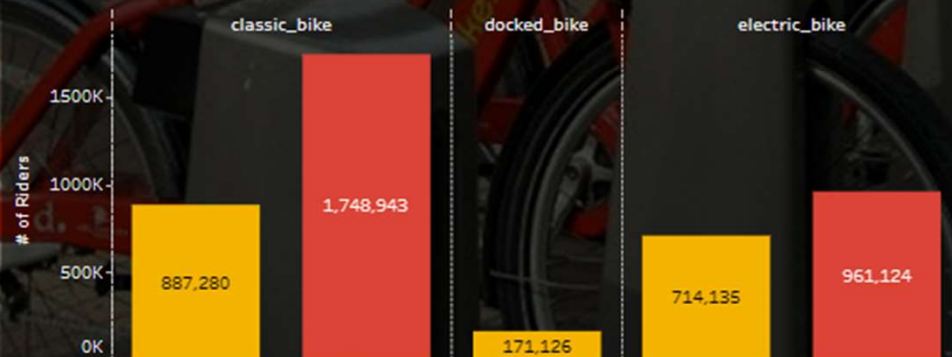 classic_bike docked_bike electric_bike
# of Riders
1500K
1000K
500K
0K
887,280
1,748,943
171,126
714,135
961,124